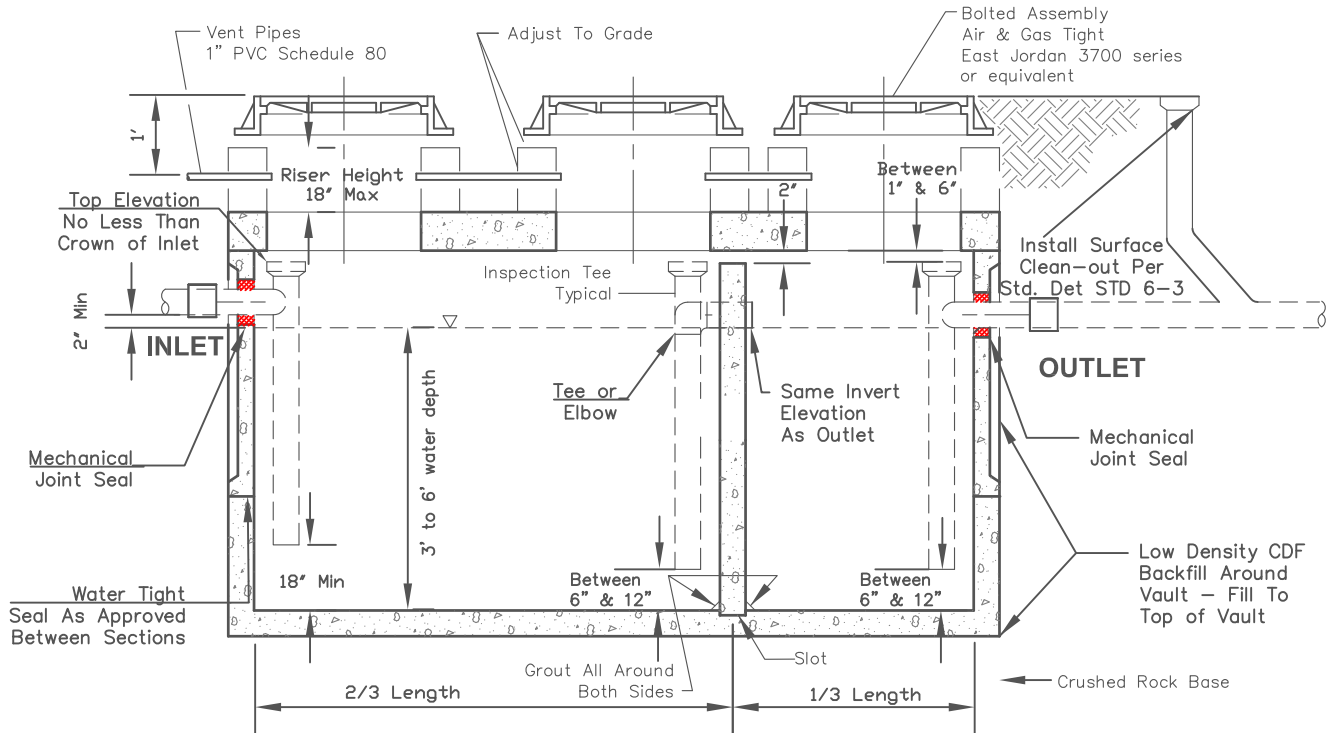 Vent Pipes
1" PVC Schedule 80
Adjust To Grade
Bolted Assembly
Air & Gas Tight
East Jordan 3700 series
or equivalent
1'
Riser Height
18" Max
2"
Between
1" & 6"
Top Elevation
No Less Than
Crown of Inlet
Inspection Tee
Typical
Install Surface
Clean-out Per
Std. Det STD 6-3
2" Min
INLET
OUTLET
3' to 6' water depth
Tee or
Elbow
Same Invert
Elevation
As Outlet
Mechanical
Joint Seal
Mechanical
Joint Seal
18" Min
Between
6" & 12"
Between
6" & 12"
Low Density CDF
Backfill Around
Vault - Fill To
Top of Vault
Water Tight
Seal As Approved
Between Sections
Grout All Around
Both Sides
Slot
Crushed Rock Base
2/3 Length
1/3 Length